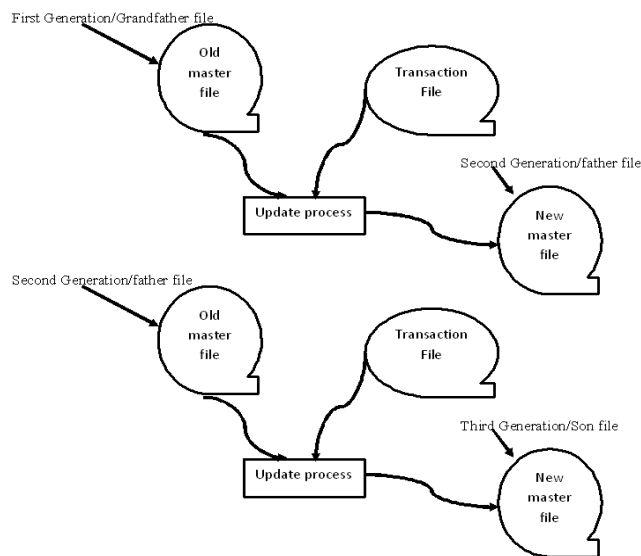 First Generation/Grandfather file
Old
master
file
Transaction
File
Second Generation/father file
Update process
New
master
file
Second Generation/father file
Old
master
file
Transaction
File
Third Generation/Son file
Update process
New
master
file